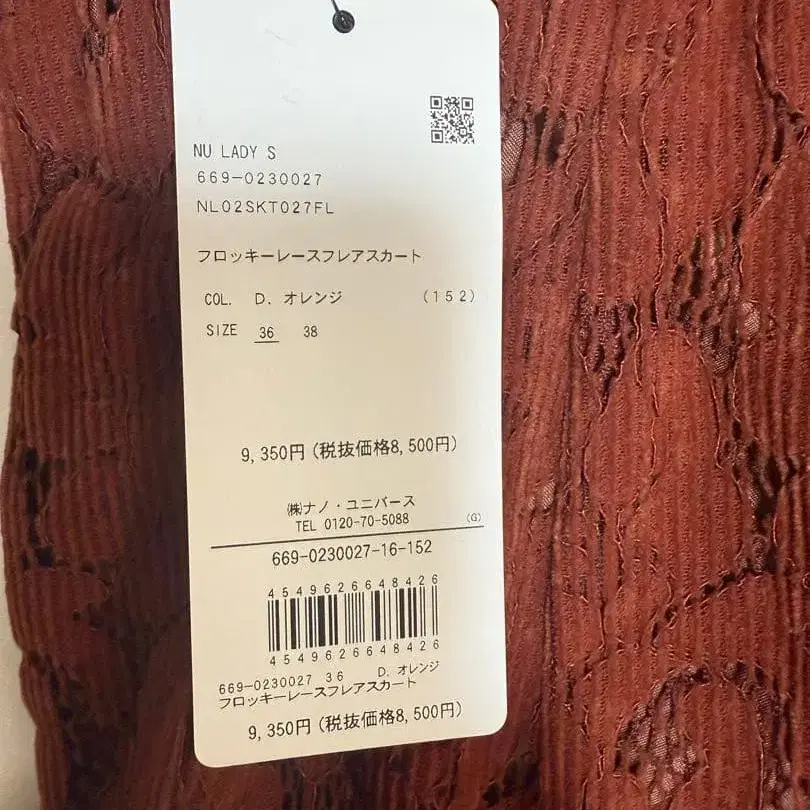 NU LADY S
669-0230027
NL02SKT027FL
フロッキーレースフレアスカート
COL. D. オレンジ (152)
SIZE 36 38
9,350円(税抜価格8,500円)
㈱ナノ・ユニバース
TEL 0120-70-5088 (G)
669-0230027-16-152
4549626648426
4549626648426
669-0230027 36 D. オレンジ
フロッキーレースフレアスカート
9,350円(税抜価格8,500円)